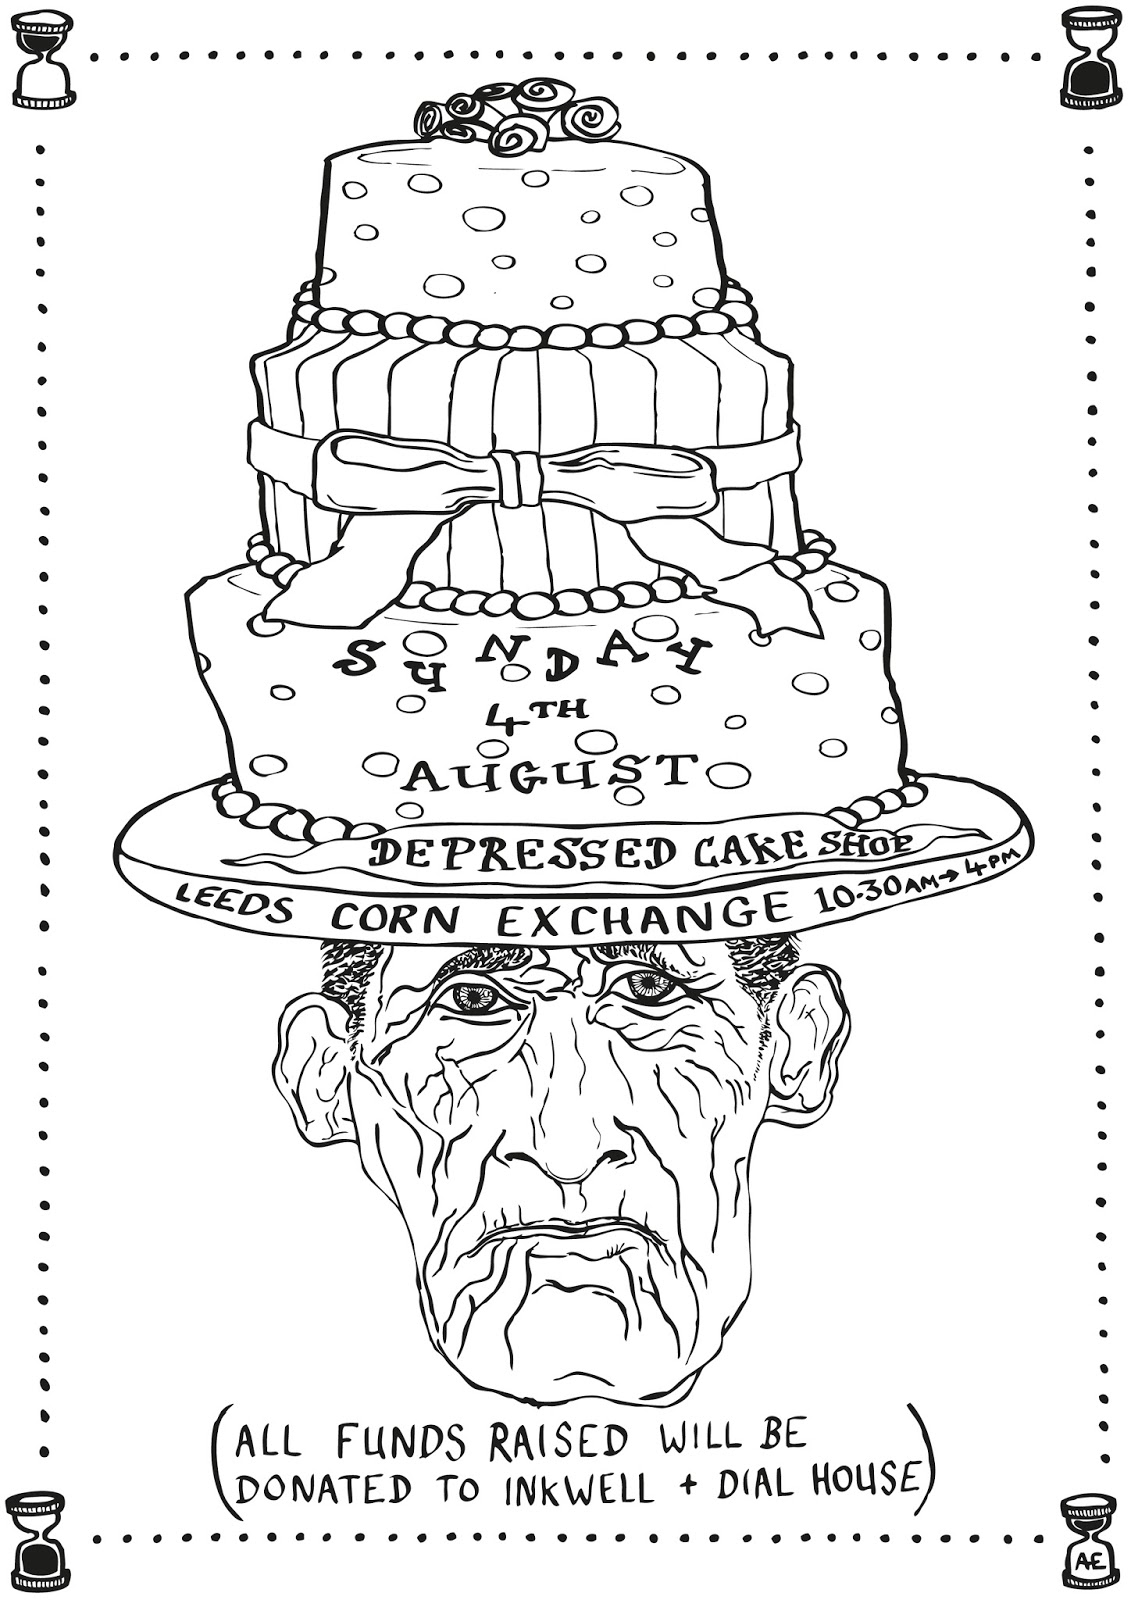 SUNDAY
4TH
AUGUST
DEPRESSED CAKE SHOP
LEEDS CORN EXCHANGE 10·30AM→4PM
(ALL FUNDS RAISED WILL BE
DONATED TO INKWELL + DIAL HOUSE)
AE